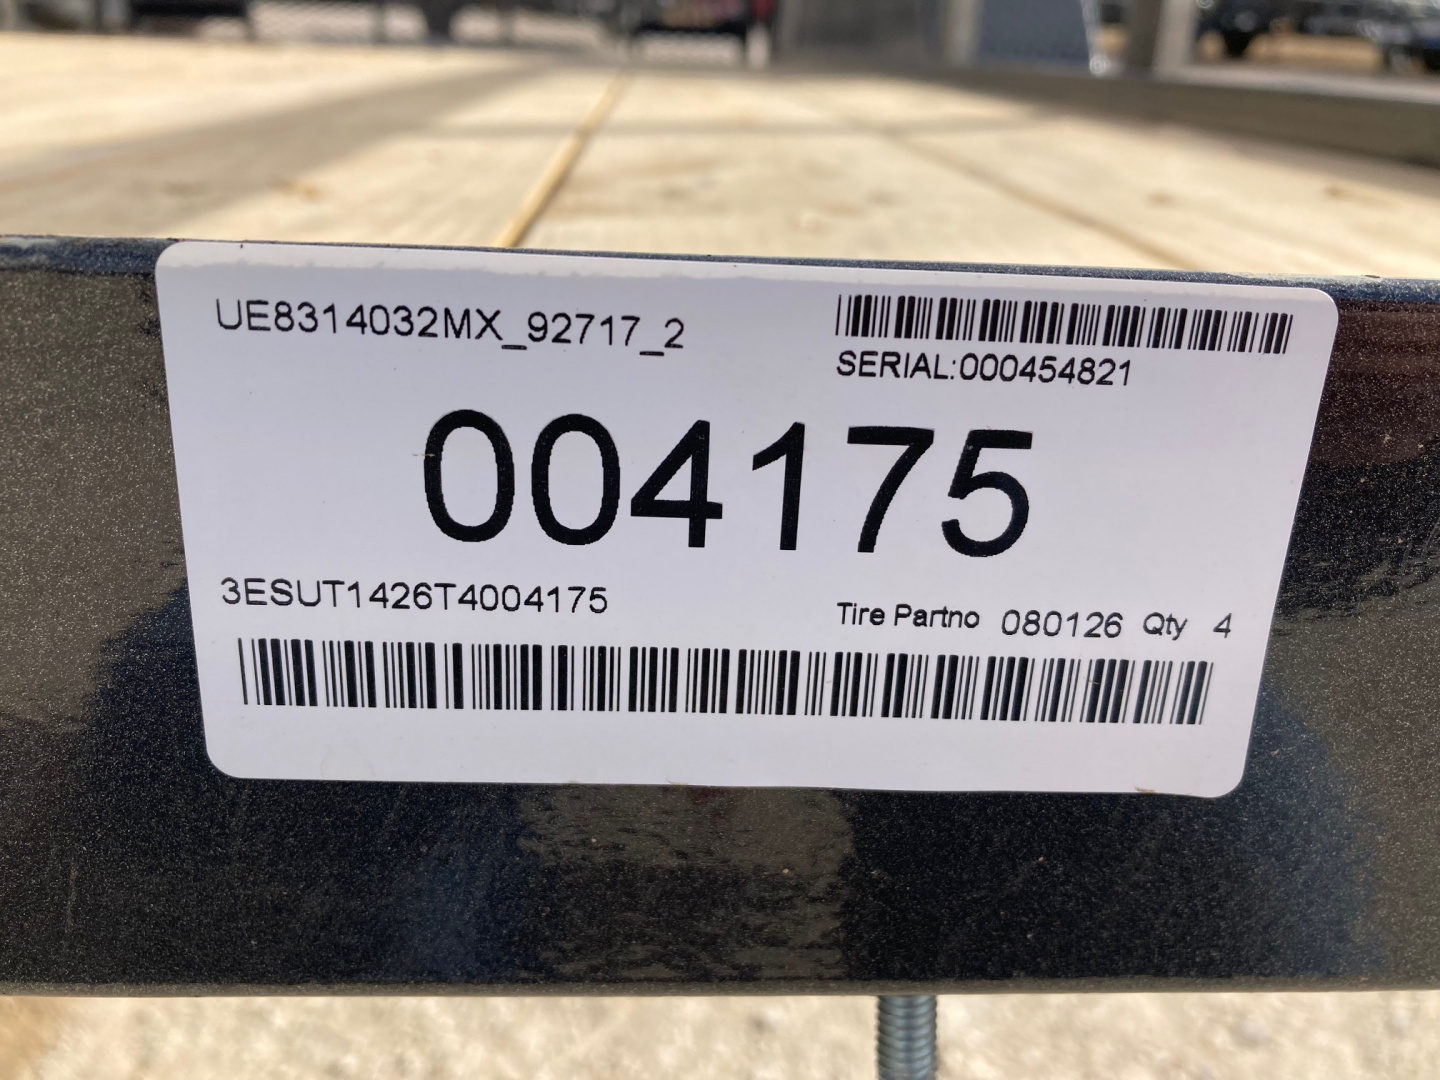 UE8314032MX_92717_2
SERIAL:000454821
004175
3ESUT1426T4004175
Tire Partno 080126 Qty 4